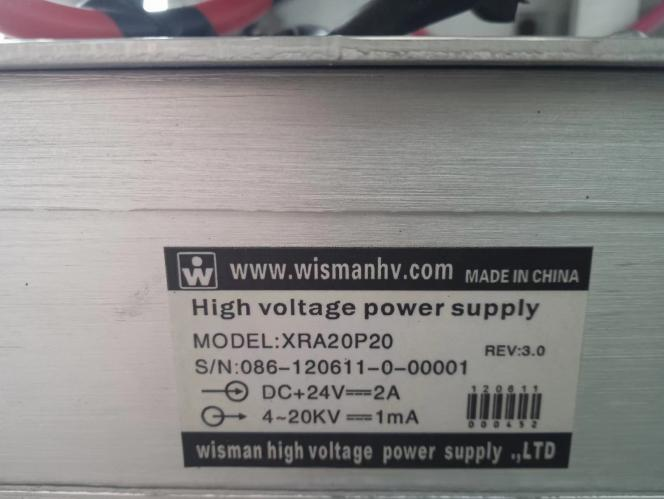 W www.wismanhv.com MADE IN CHINA
High voltage power supply
MODEL:XRA20P20 REV:3.0
S/N:086-120611-0-00001
DC+24V⎓2A
4~20KV⎓1mA
120611
000452
wisman high voltage power supply .,LTD